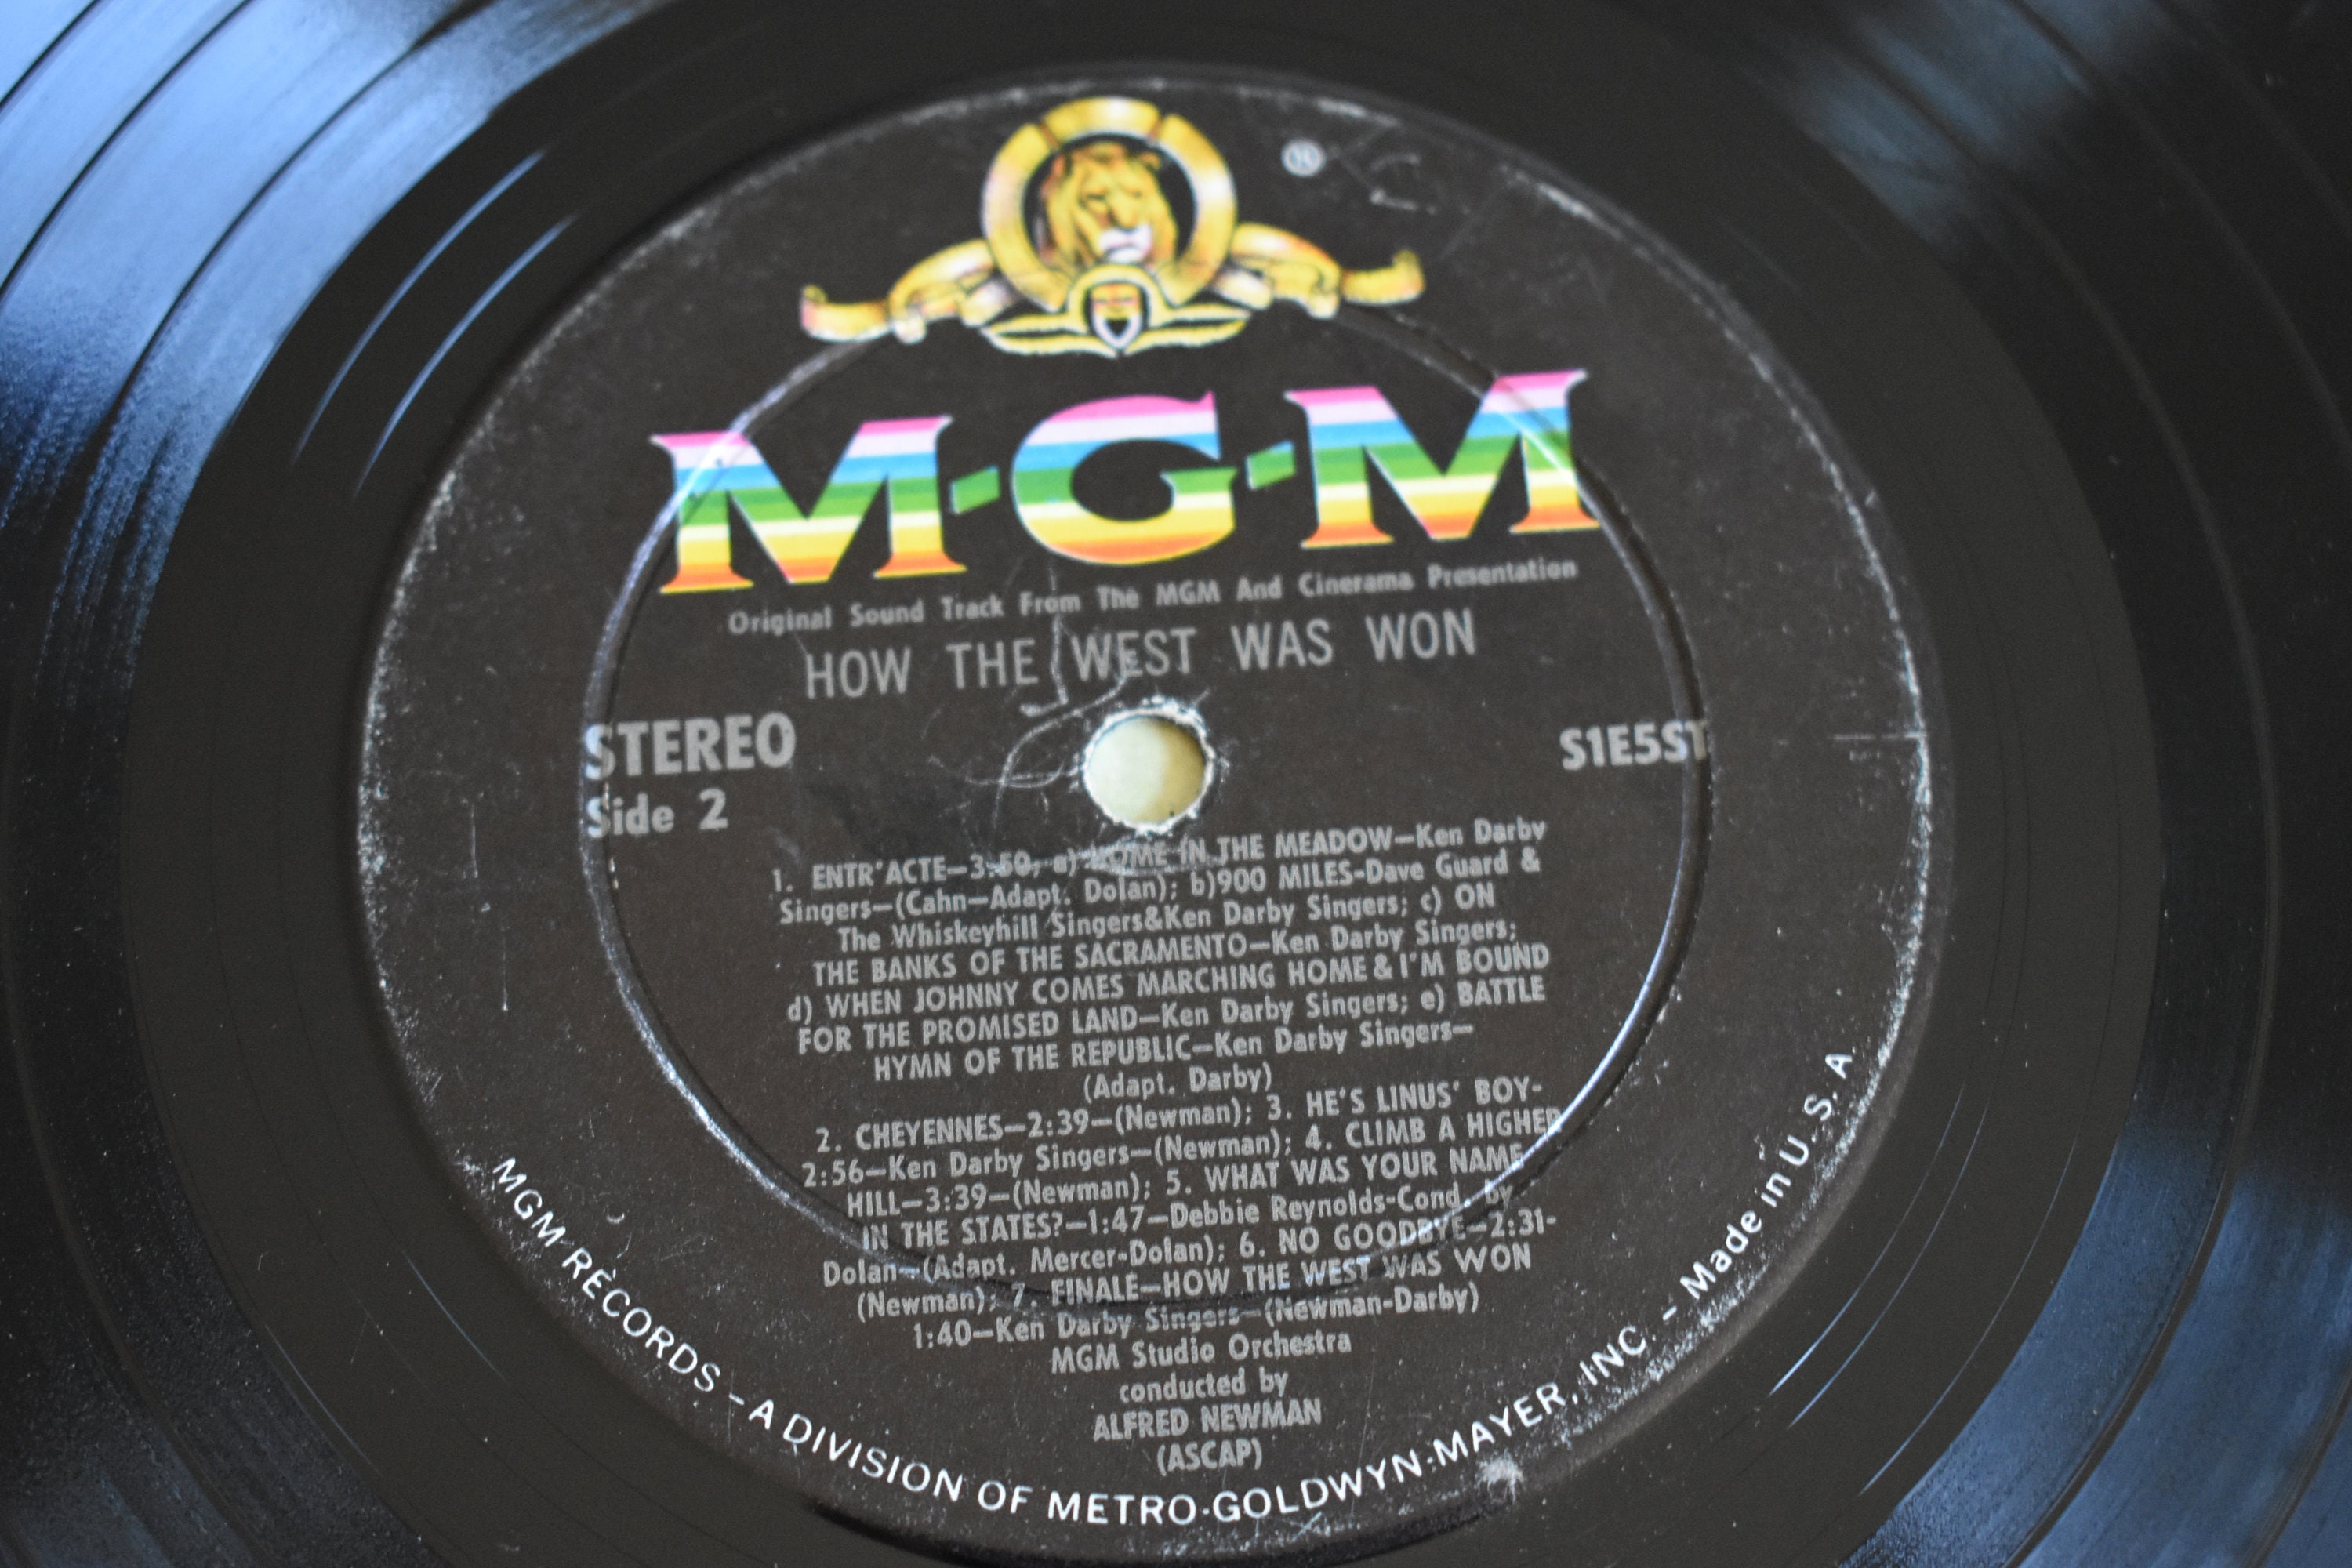 ®
M-G-M
Original Sound Track From The MGM And Cinerama Presentation
HOW THE WEST WAS WON
STEREO
S1E5ST
Side 2
1. ENTR'ACTE—3:50, a) HOME IN THE MEADOW—Ken Darby
Singers—(Cahn—Adapt. Dolan); b)900 MILES-Dave Guard &
The Whiskeyhill Singers&Ken Darby Singers; c) ON
THE BANKS OF THE SACRAMENTO—Ken Darby Singers;
d) WHEN JOHNNY COMES MARCHING HOME & I'M BOUND
FOR THE PROMISED LAND—Ken Darby Singers; e) BATTLE
HYMN OF THE REPUBLIC—Ken Darby Singers—
(Adapt. Darby)
2. CHEYENNES—2:39—(Newman); 3. HE'S LINUS' BOY-
2:56—Ken Darby Singers—(Newman); 4. CLIMB A HIGHER
HILL—3:39—(Newman); 5. WHAT WAS YOUR NAME
IN THE STATES?—1:47—Debbie Reynolds-Cond. by
Dolan—(Adapt. Mercer-Dolan); 6. NO GOODBYE—2:31-
(Newman); 7. FINALE—HOW THE WEST WAS WON
1:40—Ken Darby Singers—(Newman-Darby)
MGM Studio Orchestra
conducted by
ALFRED NEWMAN
(ASCAP)
MGM RECORDS – A DIVISION OF METRO-GOLDWYN-MAYER, INC. – Made in U. S. A